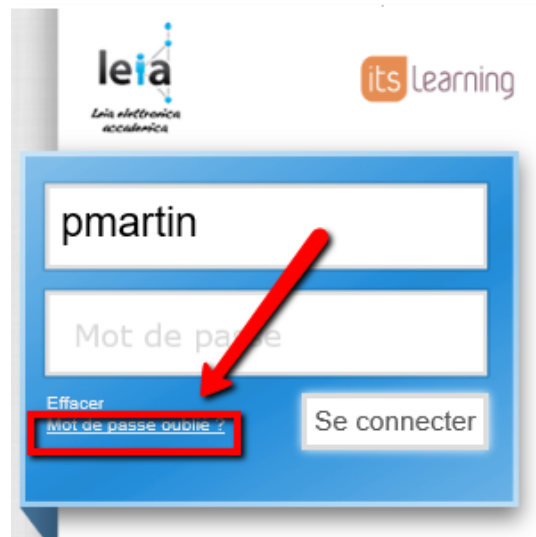 leia
Leia elettronica
accademica
its learning
pmartin
Mot de passe
Effacer
Mot de passe oublié ?
Se connecter